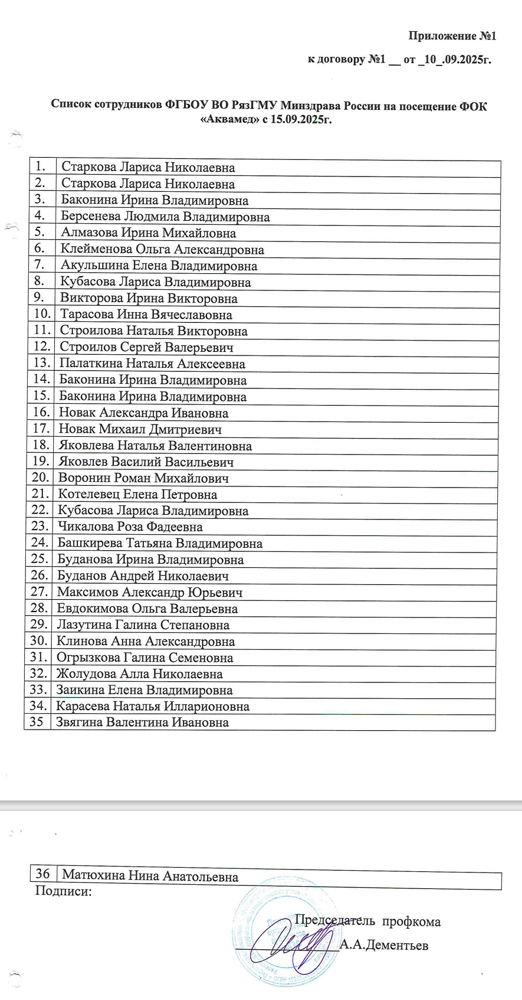 Приложение №1
к договору №1 __ от _10_.09.2025г.
Список сотрудников ФГБОУ ВО РязГМУ Минздрава России на посещение ФОК
«Аквамед» с 15.09.2025г.
1. Старкова Лариса Николаевна
2. Старкова Лариса Николаевна
3. Баконина Ирина Владимировна
4. Берсенева Людмила Владимировна
5. Алмазова Ирина Михайловна
6. Клейменова Ольга Александровна
7. Акульшина Елена Владимировна
8. Кубасова Лариса Владимировна
9. Викторова Ирина Викторовна
10. Тарасова Инна Вячеславовна
11. Строилова Наталья Викторовна
12. Строилов Сергей Валерьевич
13. Палаткина Наталья Алексеевна
14. Баконина Ирина Владимировна
15. Баконина Ирина Владимировна
16. Новак Александра Ивановна
17. Новак Михаил Дмитриевич
18. Яковлева Наталья Валентиновна
19. Яковлев Василий Васильевич
20. Воронин Роман Михайлович
21. Котелевец Елена Петровна
22. Кубасова Лариса Владимировна
23. Чикалова Роза Фадеевна
24. Башкирева Татьяна Владимировна
25. Буданова Ирина Владимировна
26. Буданов Андрей Николаевич
27. Максимов Александр Юрьевич
28. Евдокимова Ольга Валерьевна
29. Лазутина Галина Степановна
30. Клинова Анна Александровна
31. Огрызкова Галина Семеновна
32. Жолудова Алла Николаевна
33. Заикина Елена Владимировна
34. Карасева Наталья Илларионовна
35 Звягина Валентина Ивановна
36 Матюхина Нина Анатольевна
Подписи:
Председатель профкома
А.А.Дементьев